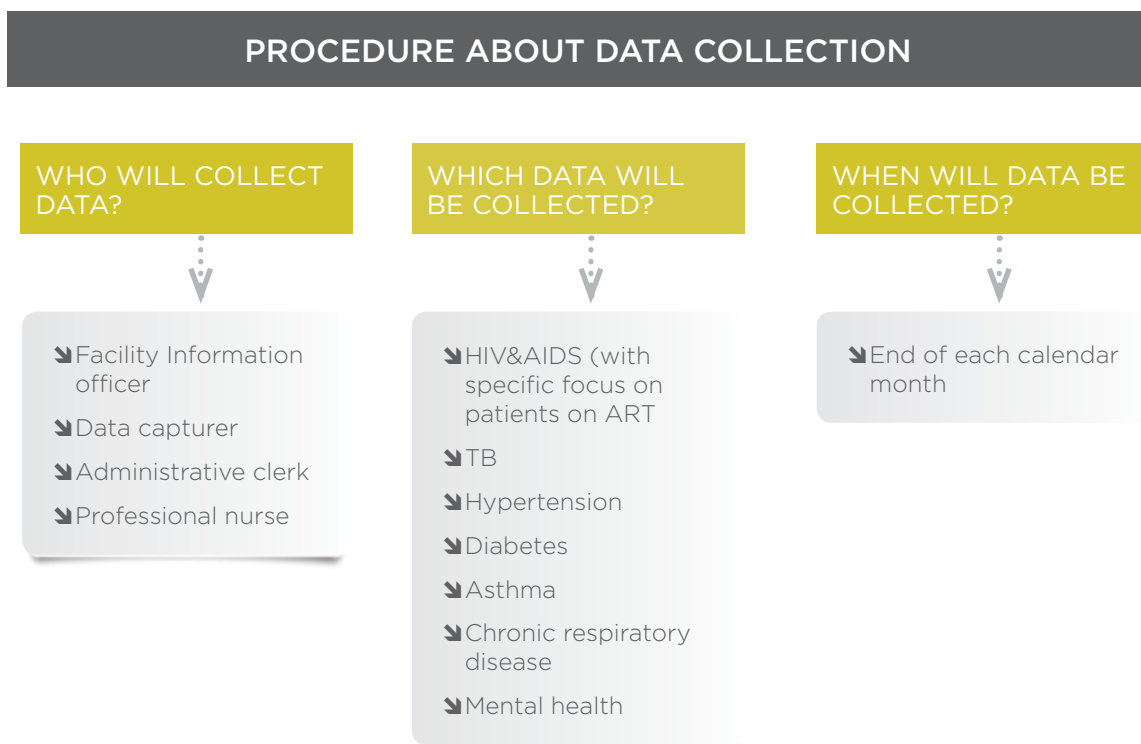 PROCEDURE ABOUT DATA COLLECTION
WHO WILL COLLECT
DATA?
Facility Information
officer
Data capturer
Administrative clerk
Professional nurse
WHICH DATA WILL
BE COLLECTED?
HIV&AIDS (with
specific focus on
patients on ART
TB
Hypertension
Diabetes
Asthma
Chronic respiratory
disease
Mental health
WHEN WILL DATA BE
COLLECTED?
End of each calendar
month